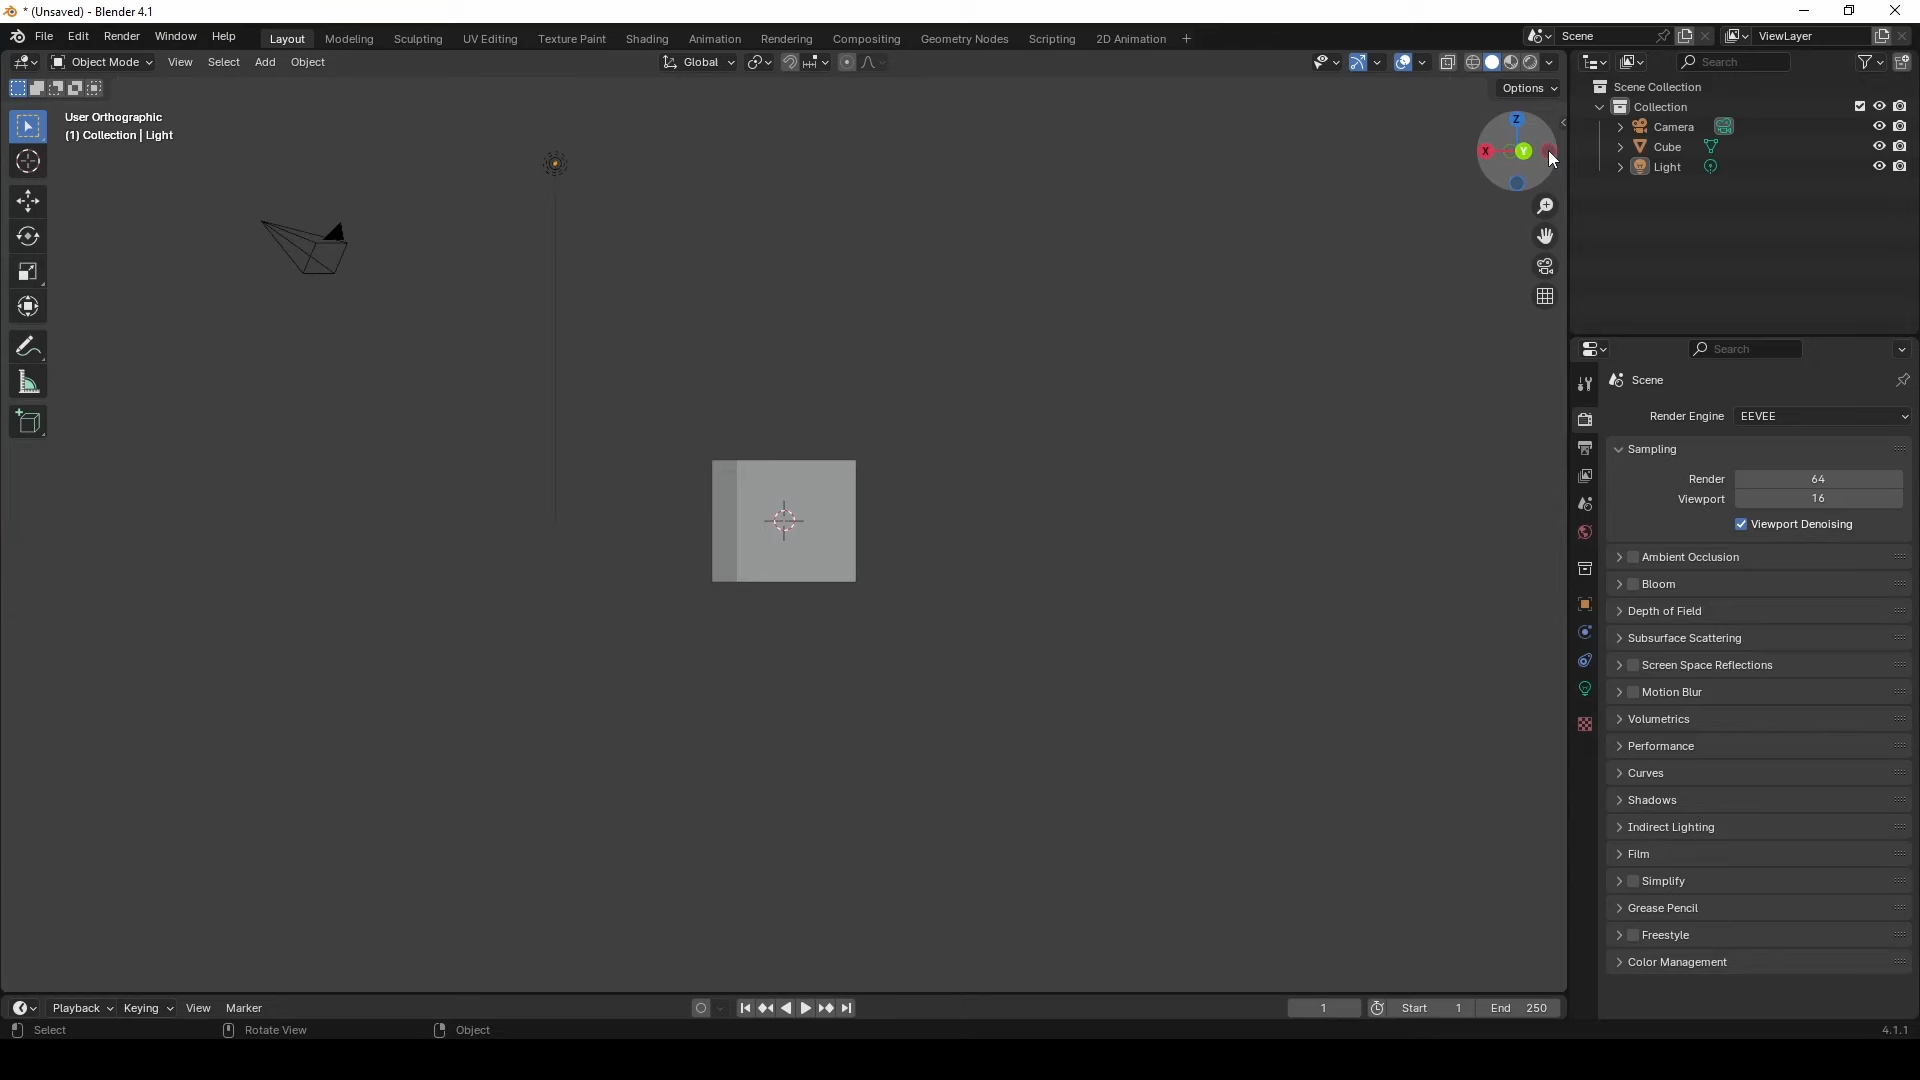 * (Unsaved) - Blender 4.1
File Edit Render Window Help
Layout Modeling Sculpting UV Editing Texture Paint Shading Animation Rendering Compositing Geometry Nodes Scripting 2D Animation +
Scene
ViewLayer
Object Mode View Select Add Object
Global
Search
Options
User Orthographic
(1) Collection | Light
Z
X
Y
Scene Collection
Collection
Camera
Cube
Light
Search
Scene
Render Engine EEVEE
Sampling
Render 64
Viewport 16
Viewport Denoising
Ambient Occlusion
Bloom
Depth of Field
Subsurface Scattering
Screen Space Reflections
Motion Blur
Volumetrics
Performance
Curves
Shadows
Indirect Lighting
Film
Simplify
Grease Pencil
Freestyle
Color Management
Playback Keying View Marker
1 Start 1 End 250
Select Rotate View Object
4.1.1